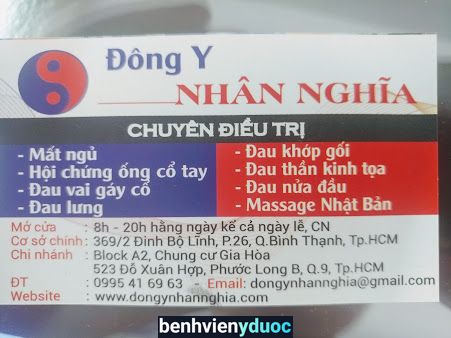 Đông Y
NHÂN NGHĨA
CHUYÊN ĐIỀU TRỊ
- Mất ngủ
- Hội chứng ống cổ tay
- Đau vai gáy cổ
- Đau lưng
- Đau khớp gối
- Đau thần kinh tọa
- Đau nửa đầu
- Massage Nhật Bản
Mở cửa : 8h - 20h hằng ngày kể cả ngày lễ, CN
Cơ sở chính : 369/2 Đinh Bộ Lĩnh, P.26, Q.Bình Thạnh, Tp.HCM
Chi nhánh : Block A2, Chung cư Gia Hòa
523 Đỗ Xuân Hợp, Phước Long B, Q.9, Tp.HCM
ĐT : 0995 41 69 63 - Email: dongynhannghia@gmail.com
Website : www.dongynhannghia.com
benhvienyduoc